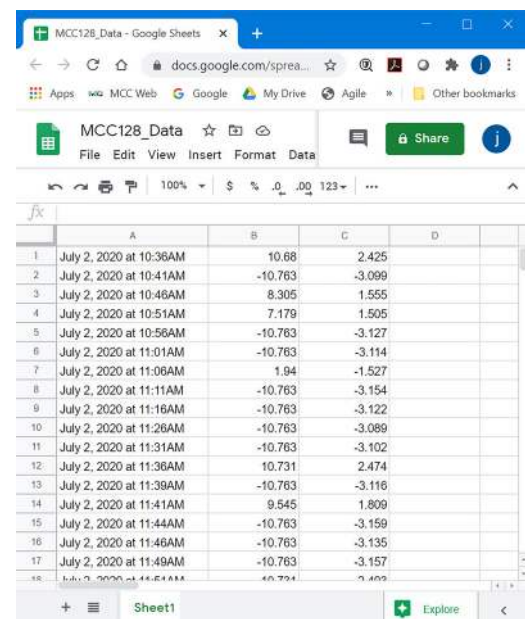 MCC128_Data - Google Sheets
docs.google.com/sprea...
Apps MCC Web Google My Drive Agile » Other bookmarks
MCC128_Data Share j
File Edit View Insert Format Data
100% $ % .0 .00 123 ...
fx
A B C D
1 July 2, 2020 at 10:36AM 10.68 2.425
2 July 2, 2020 at 10:41AM -10.763 -3.099
3 July 2, 2020 at 10:46AM 8.305 1.555
4 July 2, 2020 at 10:51AM 7.179 1.505
5 July 2, 2020 at 10:56AM -10.763 -3.127
6 July 2, 2020 at 11:01AM -10.763 -3.114
7 July 2, 2020 at 11:06AM 1.94 -1.527
8 July 2, 2020 at 11:11AM -10.763 -3.154
9 July 2, 2020 at 11:16AM -10.763 -3.122
10 July 2, 2020 at 11:26AM -10.763 -3.089
11 July 2, 2020 at 11:31AM -10.763 -3.102
12 July 2, 2020 at 11:36AM 10.731 2.474
13 July 2, 2020 at 11:39AM -10.763 -3.116
14 July 2, 2020 at 11:41AM 9.545 1.809
15 July 2, 2020 at 11:44AM -10.763 -3.159
16 July 2, 2020 at 11:46AM -10.763 -3.135
17 July 2, 2020 at 11:49AM -10.763 -3.157
18 July 2, 2020 at 11:51AM
Sheet1 Explore